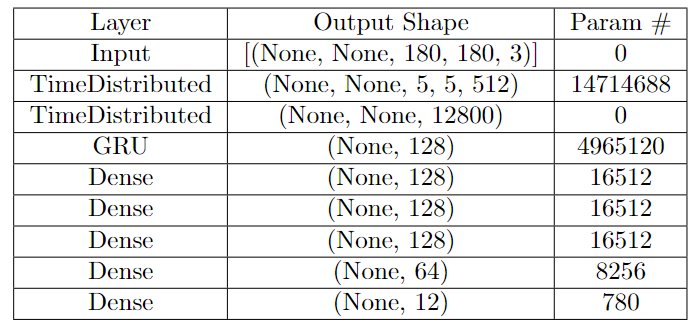 Layer Output Shape Param #
Input [(None, None, 180, 180, 3)] 0
TimeDistributed (None, None, 5, 5, 512) 14714688
TimeDistributed (None, None, 12800) 0
GRU (None, 128) 4965120
Dense (None, 128) 16512
Dense (None, 128) 16512
Dense (None, 128) 16512
Dense (None, 64) 8256
Dense (None, 12) 780